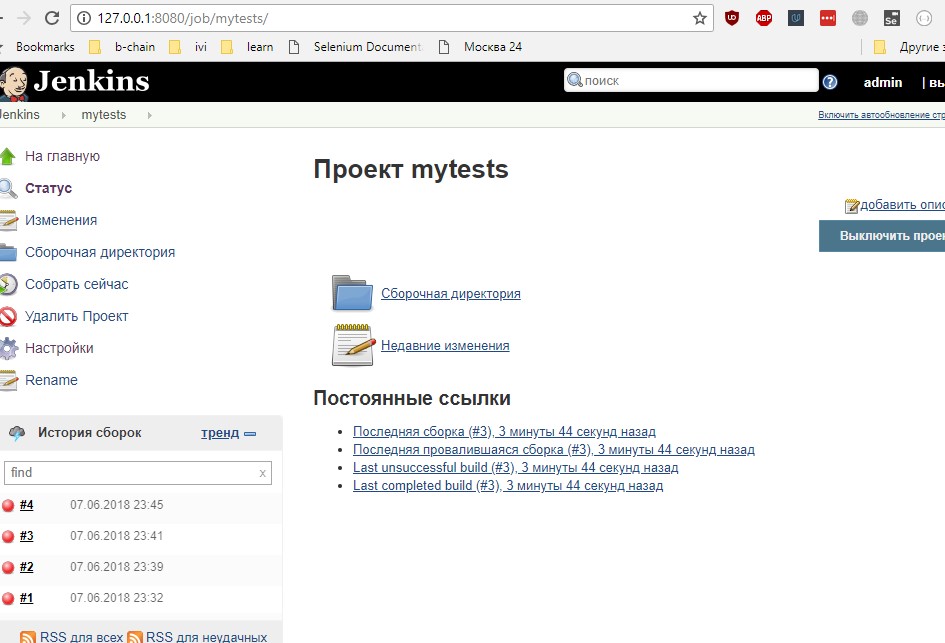 127.0.0.1:8080/job/mytests/
Bookmarks b-chain ivi learn Selenium Document Москва 24 Другие
Jenkins поиск admin | вы
Jenkins mytests Включить автообновление стр
На главную
Статус
Изменения
Сборочная директория
Собрать сейчас
Удалить Проект
Настройки
Rename
Проект mytests
добавить опис
Выключить проек
Сборочная директория
Недавние изменения
Постоянные ссылки
Последняя сборка (#3), 3 минуты 44 секунд назад
Последняя провалившаяся сборка (#3), 3 минуты 44 секунд назад
Last unsuccessful build (#3), 3 минуты 44 секунд назад
Last completed build (#3), 3 минуты 44 секунд назад
История сборок тренд
find x
#4 07.06.2018 23:45
#3 07.06.2018 23:41
#2 07.06.2018 23:39
#1 07.06.2018 23:32
RSS для всех RSS для неудачных